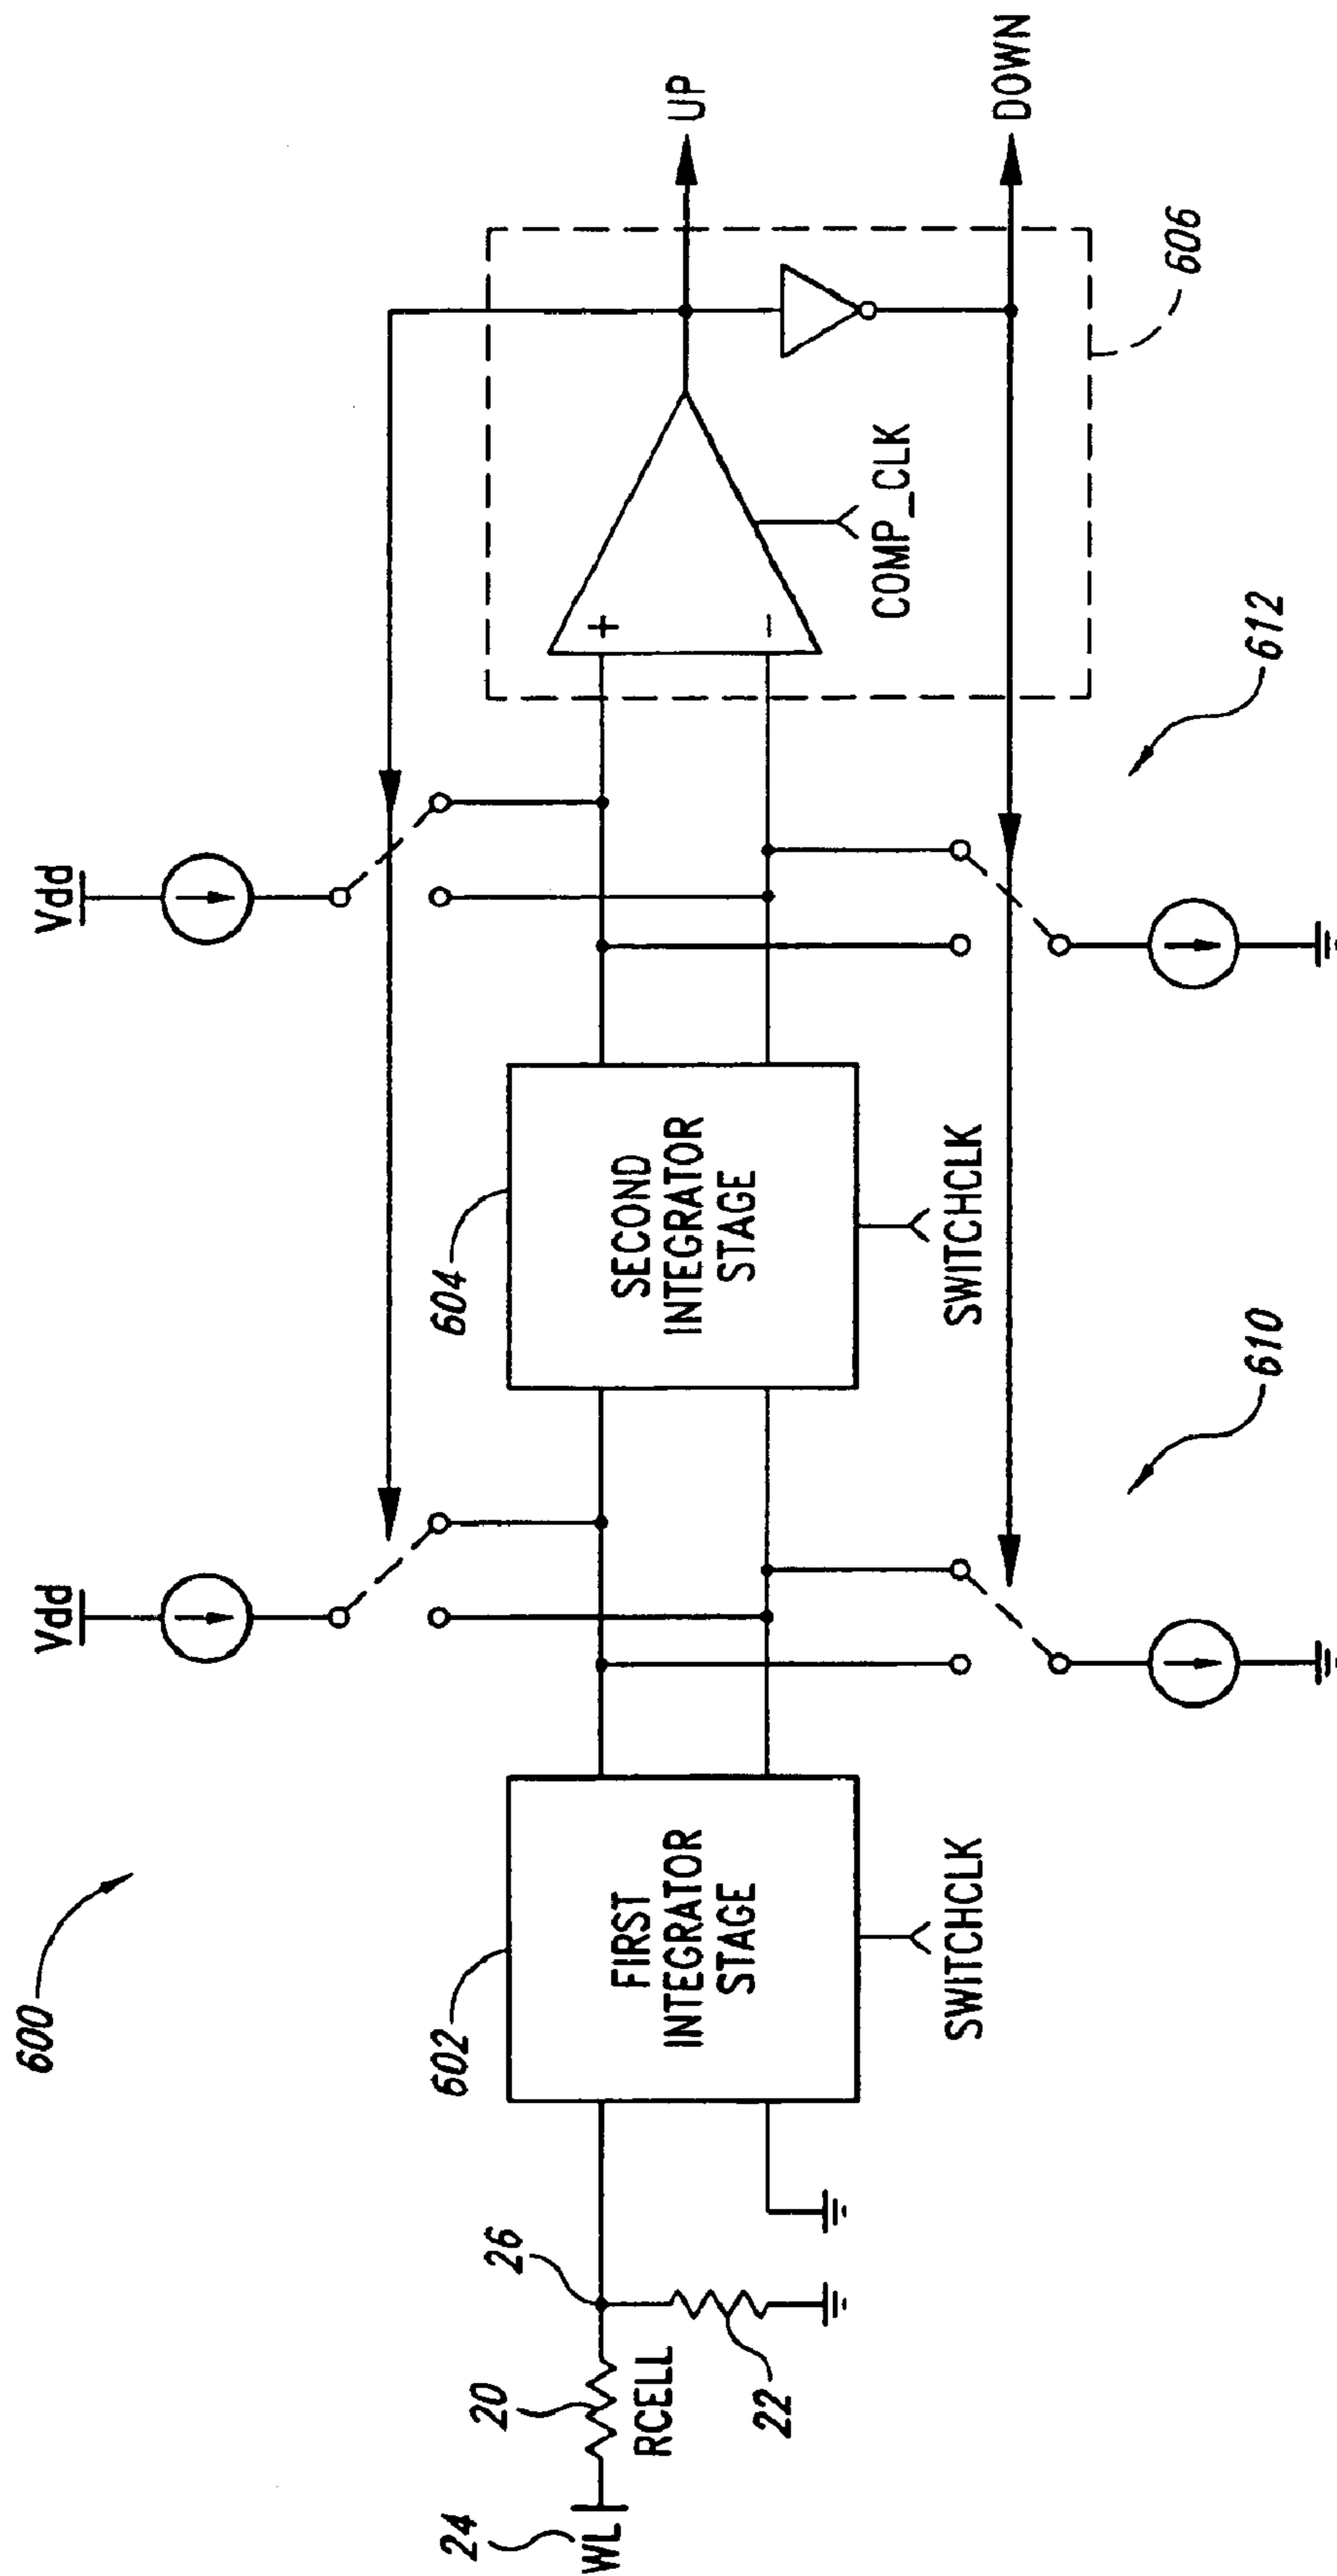 600
24
WL
20
RCELL
26
22
602
FIRST
INTEGRATOR
STAGE
SWITCHCLK
Vdd
610
604
SECOND
INTEGRATOR
STAGE
SWITCHCLK
Vdd
612
+
−
COMP_CLK
606
UP
DOWN